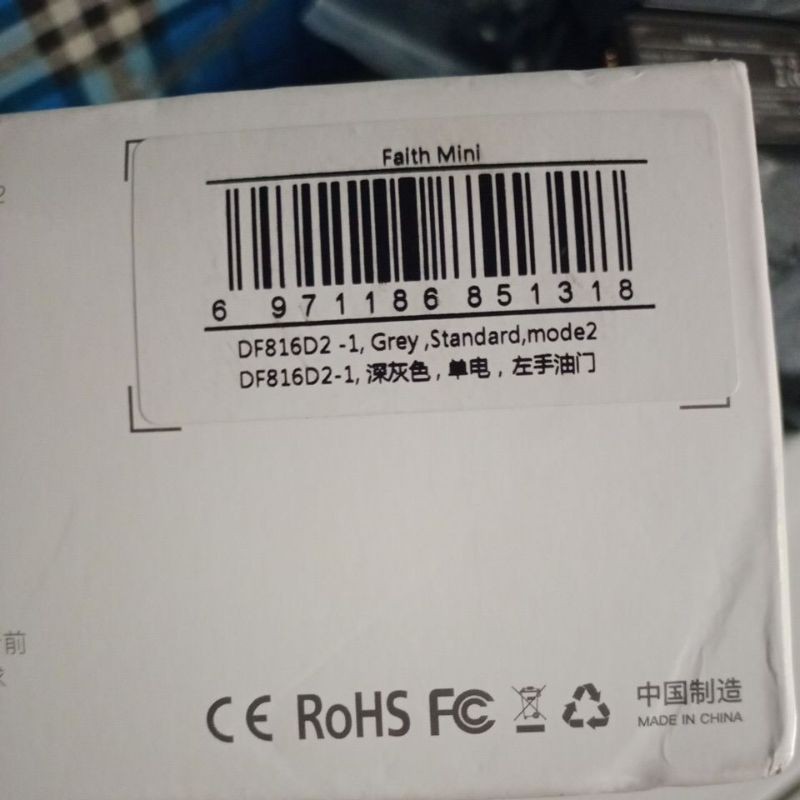 Faith Mini
6 971186 851318
DF816D2 -1, Grey ,Standard,mode2
DF816D2-1, 深灰色 , 单电 , 左手油门
前
CE RoHS FC 中国制造
MADE IN CHINA